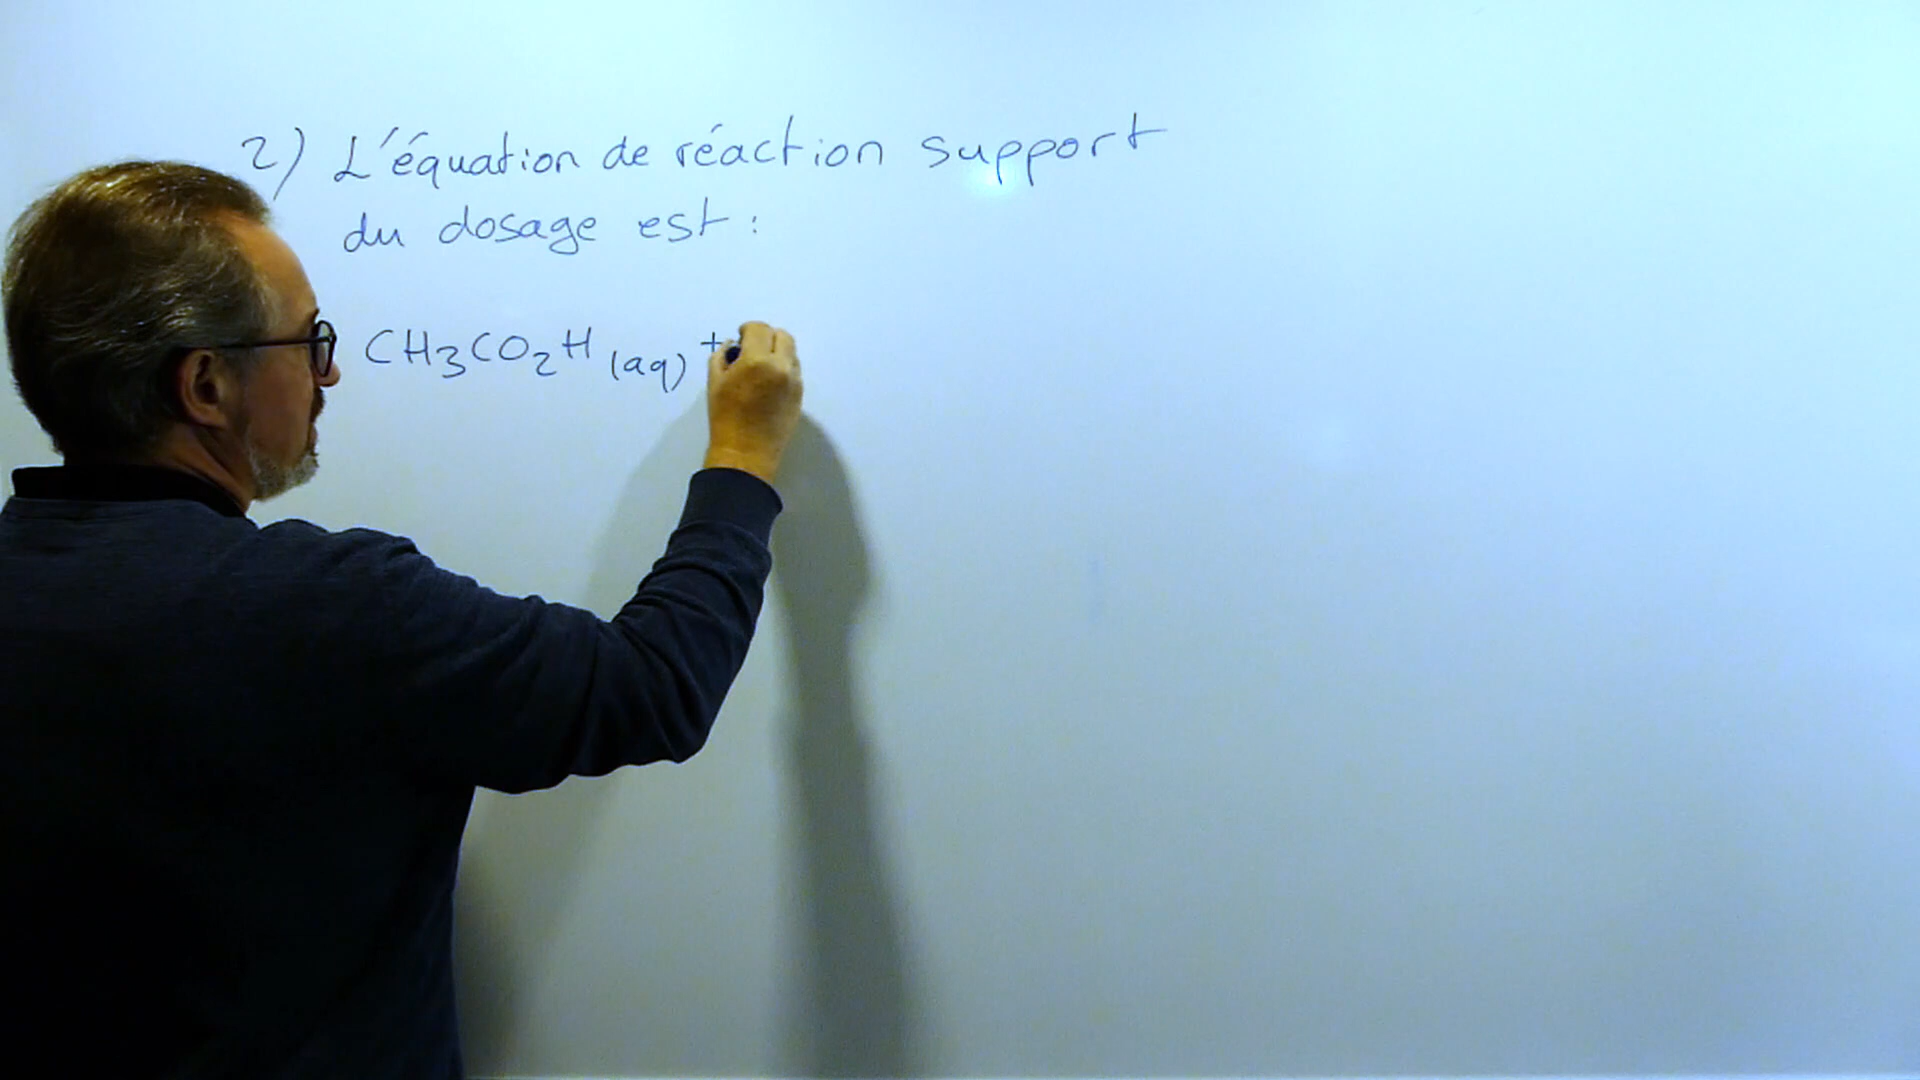 2) L'équation de réaction support
du dosage est :
CH3CO2H (aq) +